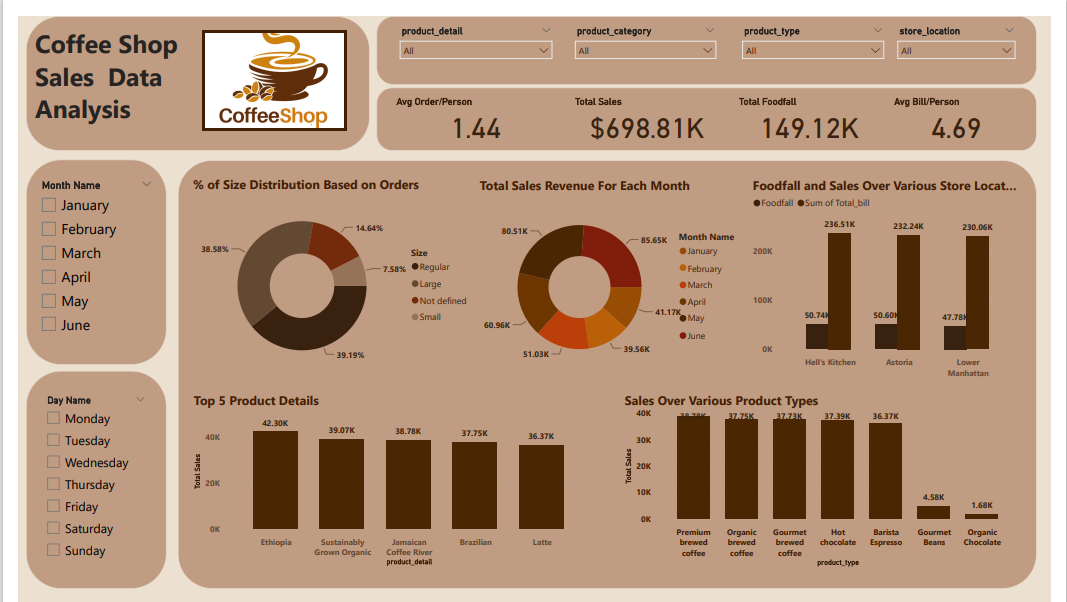 Coffee Shop
Sales Data
Analysis
CoffeeShop
product_detail
All
product_category
All
product_type
All
store_location
All
Avg Order/Person
1.44
Total Sales
$698.81K
Total Foodfall
149.12K
Avg Bill/Person
4.69
Month Name
January
February
March
April
May
June
Day Name
Monday
Tuesday
Wednesday
Thursday
Friday
Saturday
Sunday
% of Size Distribution Based on Orders
14.64%
7.58%
39.19%
38.58%
Size
Regular
Large
Not defined
Small
Total Sales Revenue For Each Month
80.51K
85.65K
41.17K
39.56K
51.03K
60.96K
Month Name
January
February
March
April
May
June
Foodfall and Sales Over Various Store Locat...
Foodfall Sum of Total_bill
200K
100K
0K
50.74K
236.51K
50.60K
232.24K
47.78K
230.06K
Hell's Kitchen
Astoria
Lower
Manhattan
Top 5 Product Details
Total Sales
40K
20K
0K
42.30K
39.07K
38.78K
37.75K
36.37K
Ethiopia
Sustainably
Grown Organic
Jamaican
Coffee River
Brazilian
Latte
product_detail
Sales Over Various Product Types
Total Sales
40K
30K
20K
10K
0K
37.75K
37.73K
37.39K
36.37K
4.58K
1.68K
Premium
brewed
coffee
Organic
brewed
coffee
Gourmet
brewed
coffee
Hot
chocolate
Barista
Espresso
Gourmet
Beans
Organic
Chocolate
product_type